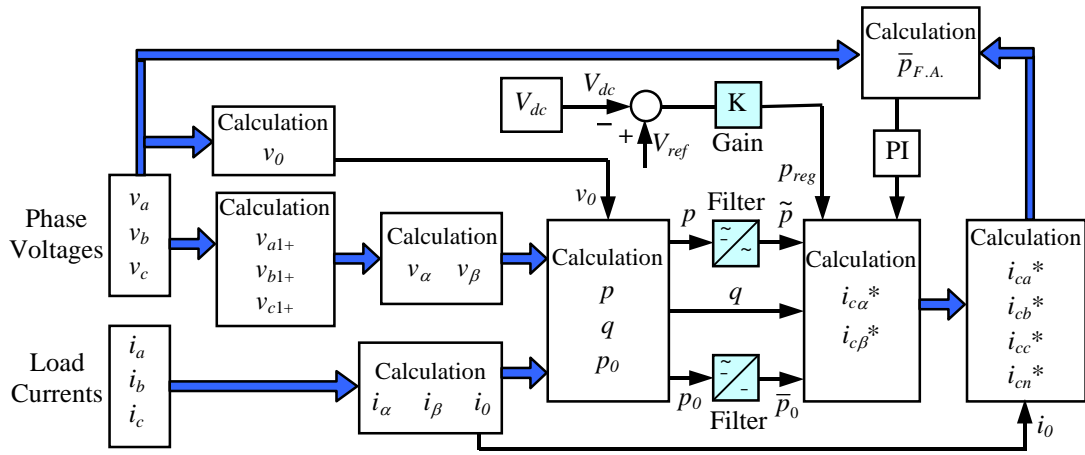 Calculation
p̅F.A.
Vdc
Vdc
−
+
Vref
K
Gain
PI
preg
Calculation
v0
v0
Phase
Voltages
va
vb
vc
Calculation
va1+
vb1+
vc1+
Calculation
vα vβ
Calculation
p
q
p0
p
Filter
~
-
~
p̃
q
p0
~
-
-
Filter
p̅0
Calculation
icα*
icβ*
Calculation
ica*
icb*
icc*
icn*
Load
Currents
ia
ib
ic
Calculation
iα iβ i0
i0